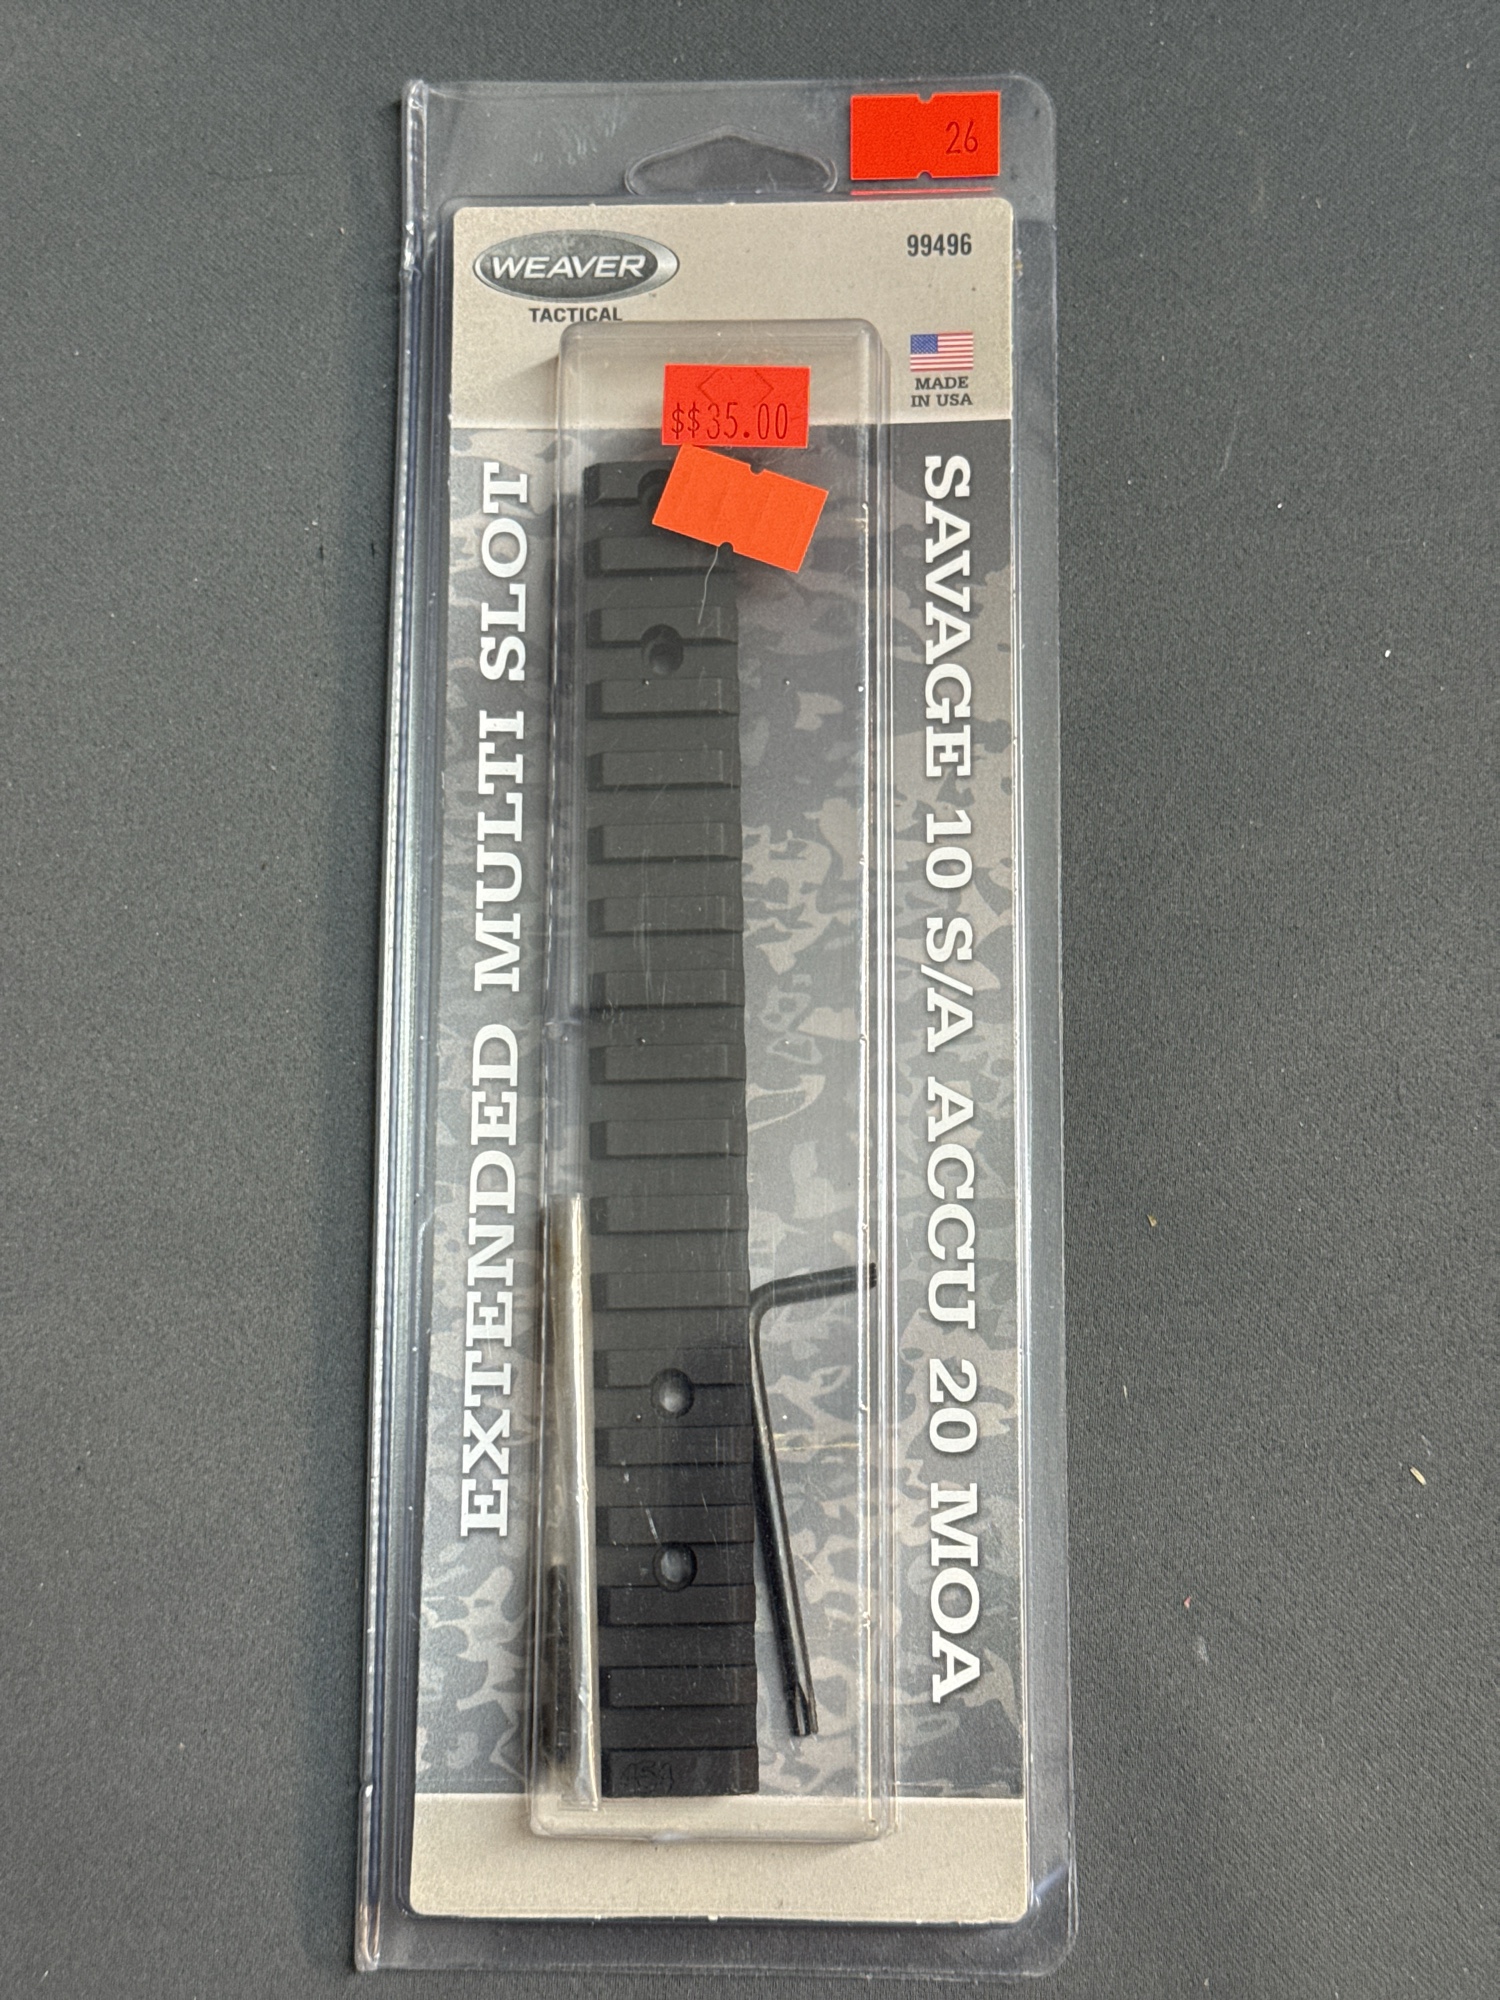 26
WEAVER
TACTICAL
99496
MADE
IN USA
$$35.00
EXTENDED MULTI SLOT
SAVAGE 10 S/A ACCU 20 MOA